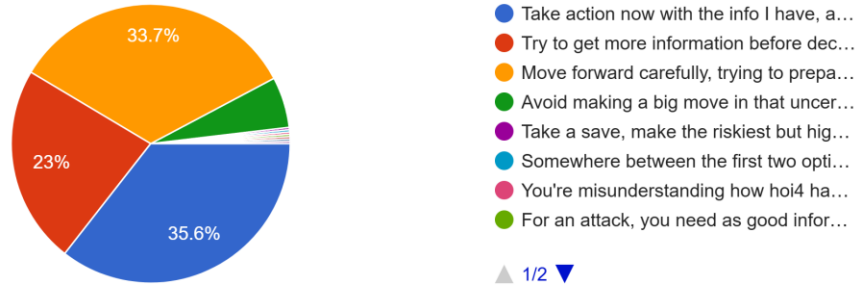 33.7%
23%
35.6%
Take action now with the info I have, a...
Try to get more information before dec...
Move forward carefully, trying to prepa...
Avoid making a big move in that uncer...
Take a save, make the riskiest but hig...
Somewhere between the first two opti...
You're misunderstanding how hoi4 ha...
For an attack, you need as good infor...
1/2